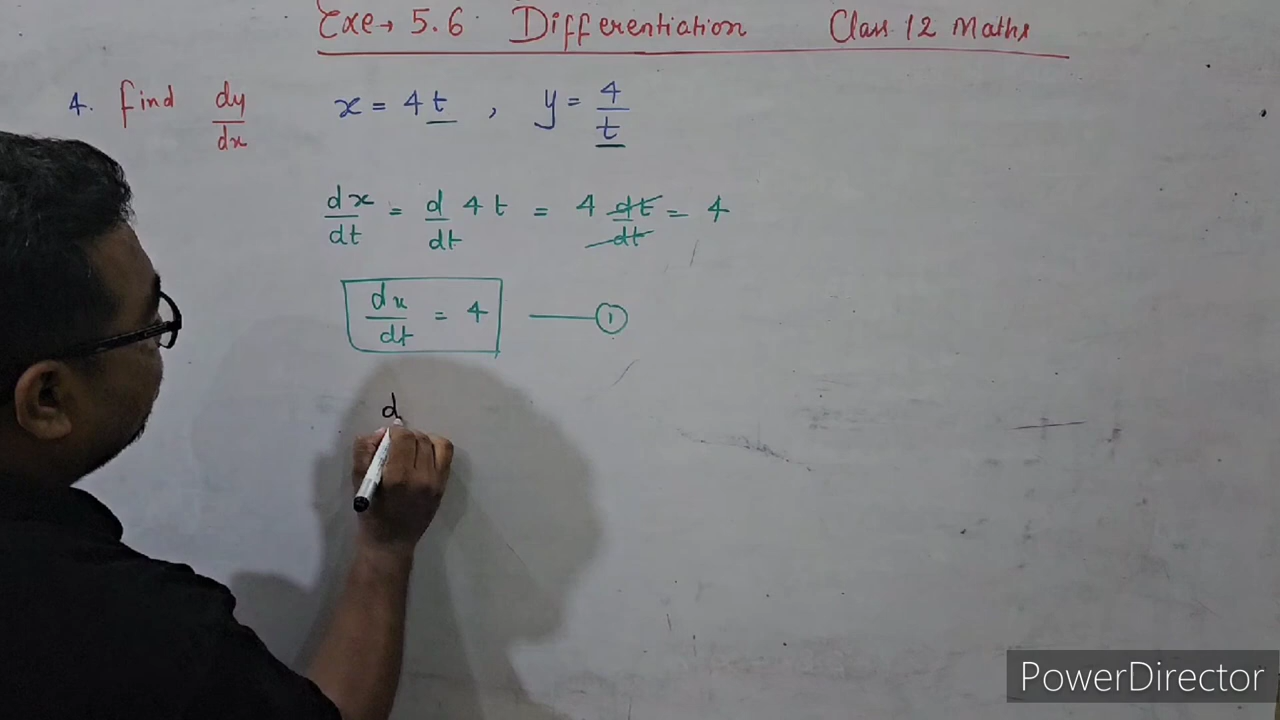 Exe → 5.6 Differentiation Class 12 Maths
4. find dy/dx x = 4t , y = 4/t
dx/dt = d/dt 4t = 4 dt/dt = 4
dx/dt = 4 —— ①
d
PowerDirector